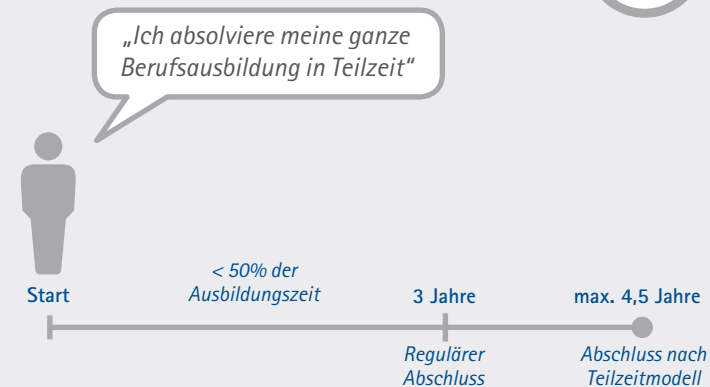 „Ich absolviere meine ganze
Berufsausbildung in Teilzeit“
< 50% der
Ausbildungszeit
Start
3 Jahre
max. 4,5 Jahre
Regulärer
Abschluss
Abschluss nach
Teilzeitmodell